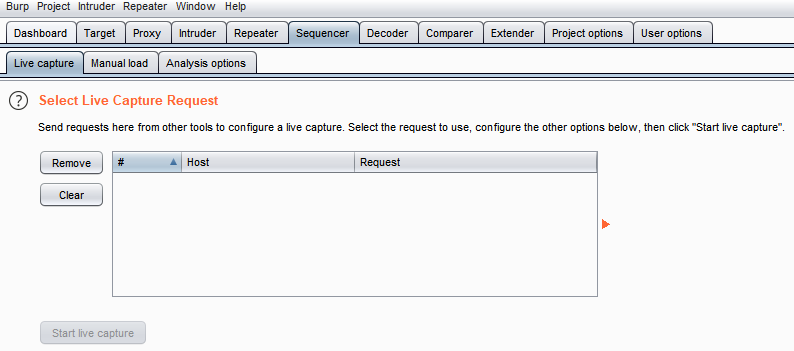 Burp Project Intruder Repeater Window Help
Dashboard Target Proxy Intruder Repeater Sequencer Decoder Comparer Extender Project options User options
Live capture Manual load Analysis options
? Select Live Capture Request
Send requests here from other tools to configure a live capture. Select the request to use, configure the other options below, then click "Start live capture".
Remove # Host Request
Clear
Start live capture